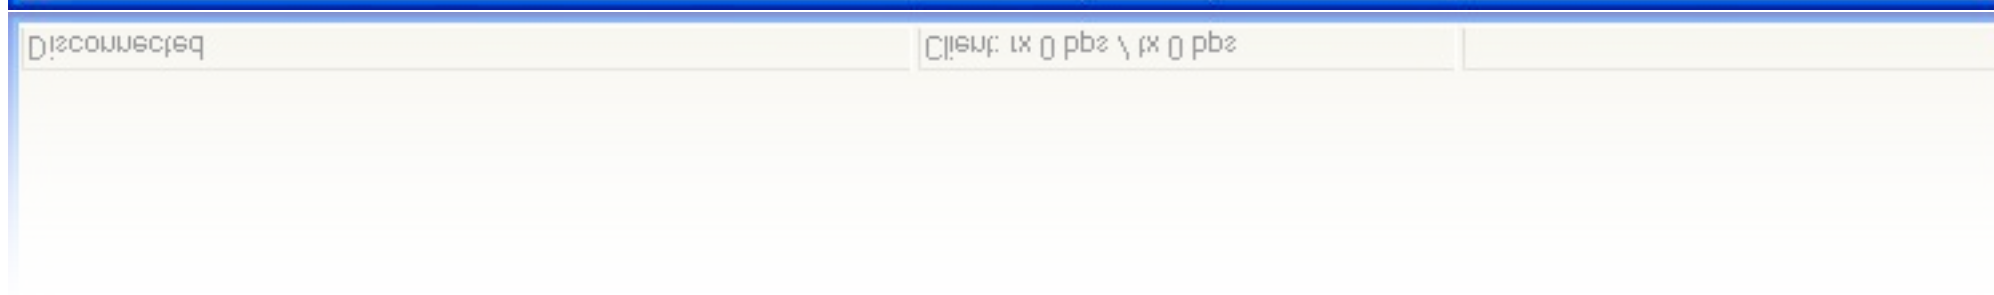 Disconnected
Client: rx 0 bps / tx 0 bps